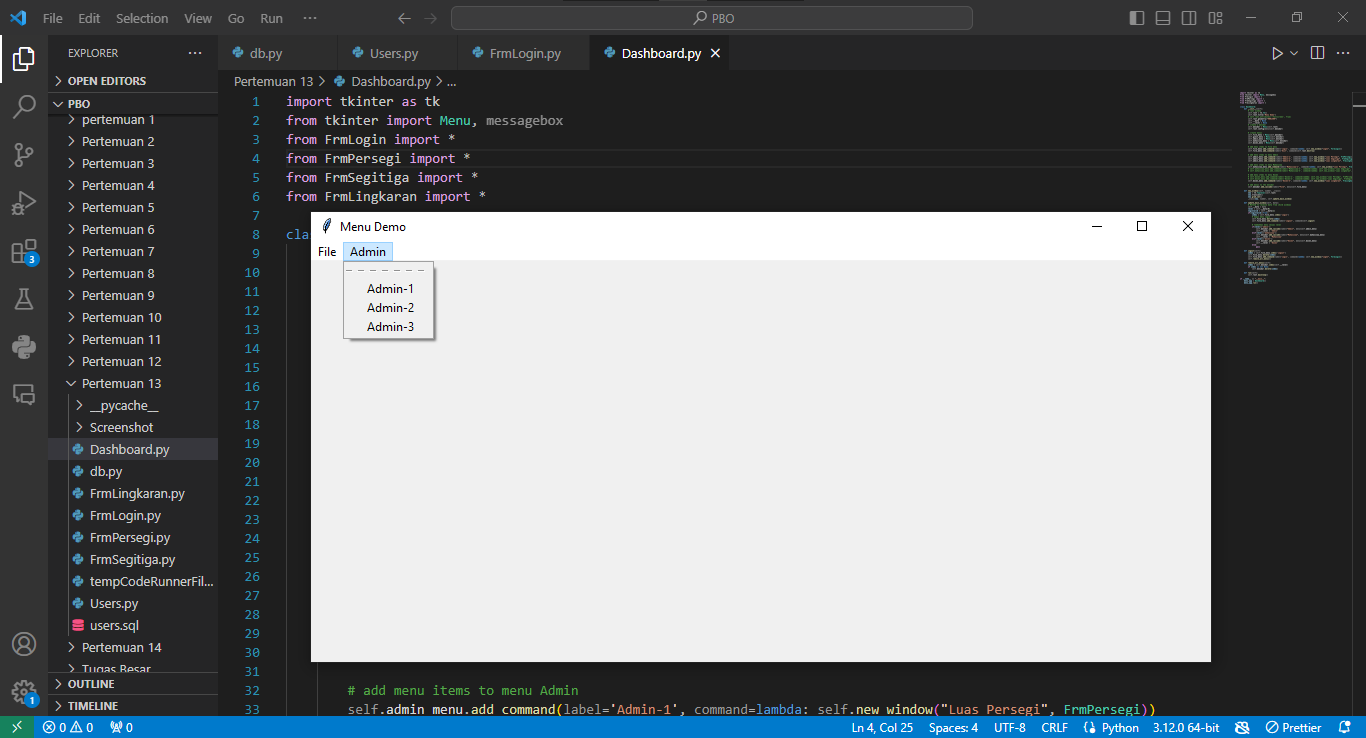 File Edit Selection View Go Run ··· PBO
EXPLORER ···
db.py Users.py FrmLogin.py Dashboard.py
OPEN EDITORS
Pertemuan 13 > Dashboard.py > ...
PBO
pertemuan 1
Pertemuan 2
Pertemuan 3
Pertemuan 4
Pertemuan 5
Pertemuan 6
Pertemuan 7
Pertemuan 8
Pertemuan 9
Pertemuan 10
Pertemuan 11
Pertemuan 12
Pertemuan 13
__pycache__
Screenshot
Dashboard.py
db.py
FrmLingkaran.py
FrmLogin.py
FrmPersegi.py
FrmSegitiga.py
tempCodeRunnerFil...
Users.py
users.sql
Pertemuan 14
Tugas Besar
OUTLINE
TIMELINE
3
1
1 import tkinter as tk
2 from tkinter import Menu, messagebox
3 from FrmLogin import *
4 from FrmPersegi import *
5 from FrmSegitiga import *
6 from FrmLingkaran import *
7
8 cla
9
10
11
12
13
14
15
16
17
18
19
20
21
22
23
24
25
26
27
28
29
30
31
32 # add menu items to menu Admin
33 self.admin_menu.add_command(label='Admin-1', command=lambda: self.new_window("Luas Persegi", FrmPersegi))
Menu Demo
File Admin
Admin-1
Admin-2
Admin-3
0 0 0 Ln 4, Col 25 Spaces: 4 UTF-8 CRLF Python 3.12.0 64-bit Prettier